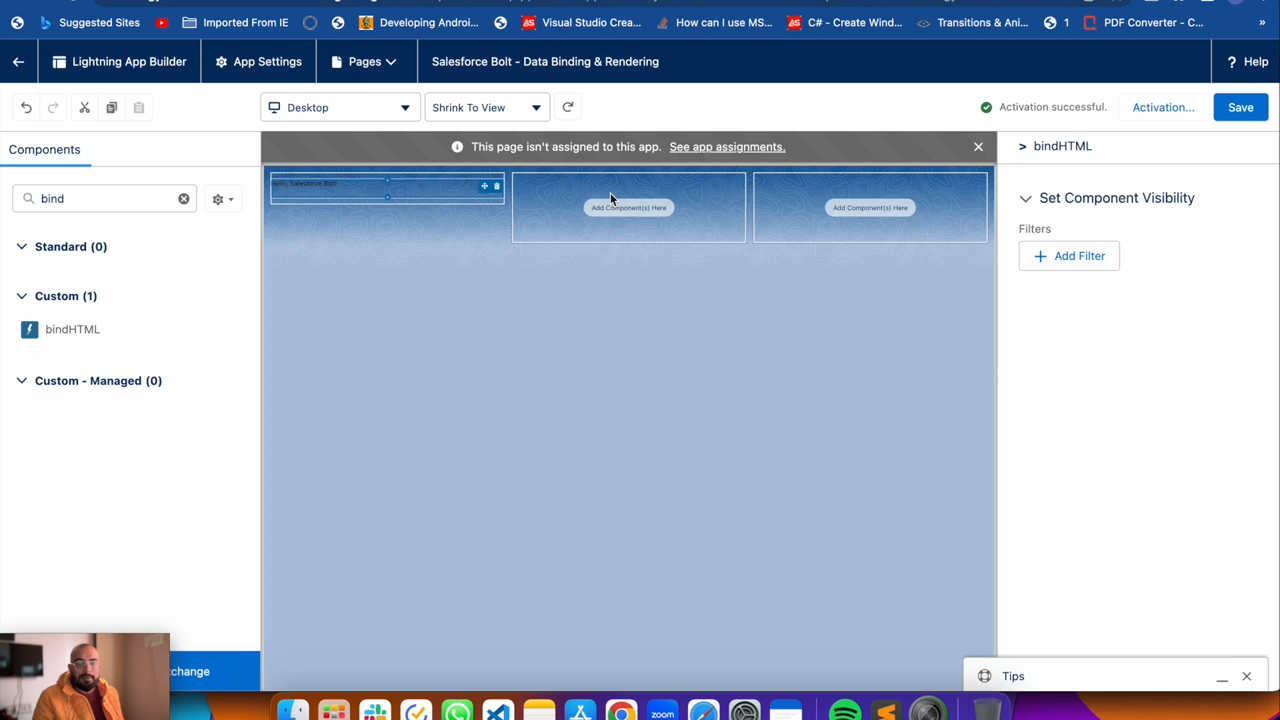 Suggested Sites
Imported From IE
Developing Androi...
Visual Studio Crea...
How can I use MS...
C# - Create Wind...
Transitions & Ani...
1
PDF Converter - C...
»
Lightning App Builder
App Settings
Pages
Salesforce Bolt - Data Binding & Rendering
? Help
Desktop
Shrink To View
Activation successful.
Activation...
Save
Components
This page isn't assigned to this app. See app assignments.
> bindHTML
bind
Hello, Salesforce Bolt!
Add Component(s) Here
Add Component(s) Here
Set Component Visibility
Filters
+ Add Filter
Standard (0)
Custom (1)
bindHTML
Custom - Managed (0)
change
Tips
zoom